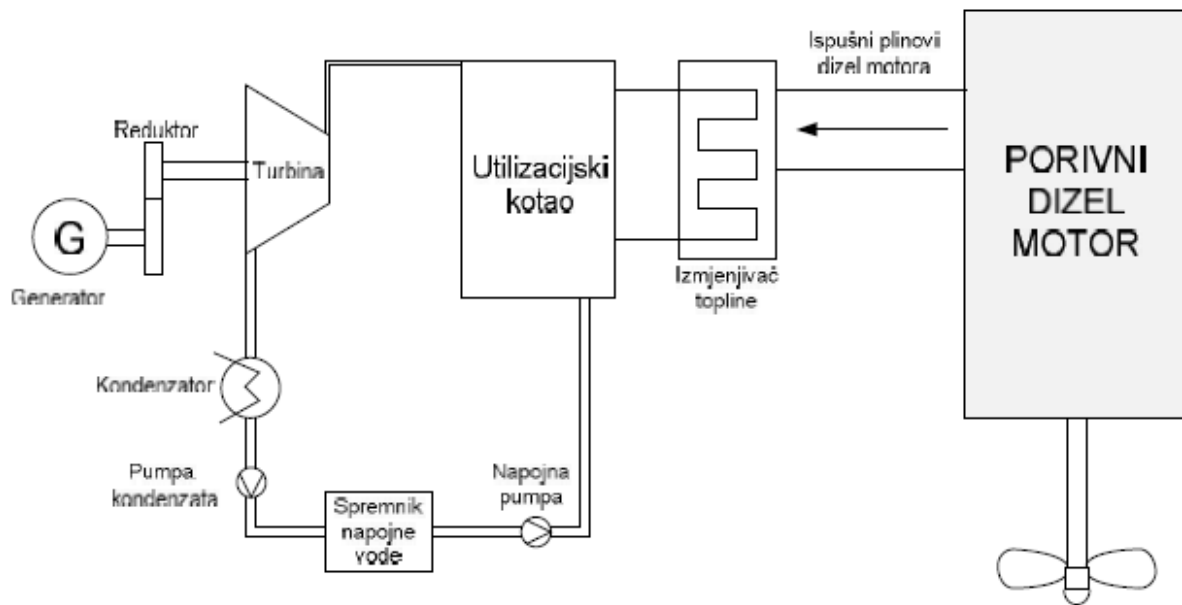 Ispušni plinovii
dizel motora
PORIVNI
DIZEL
MOTOR
Reduktor
Turbina
Utilizacijski
kotao
G
Generator
Izmjenjivač
topline
Kondenzator
Pumpa
kondenzata
Napojna
pumpa
Spremnik
napojne
vode